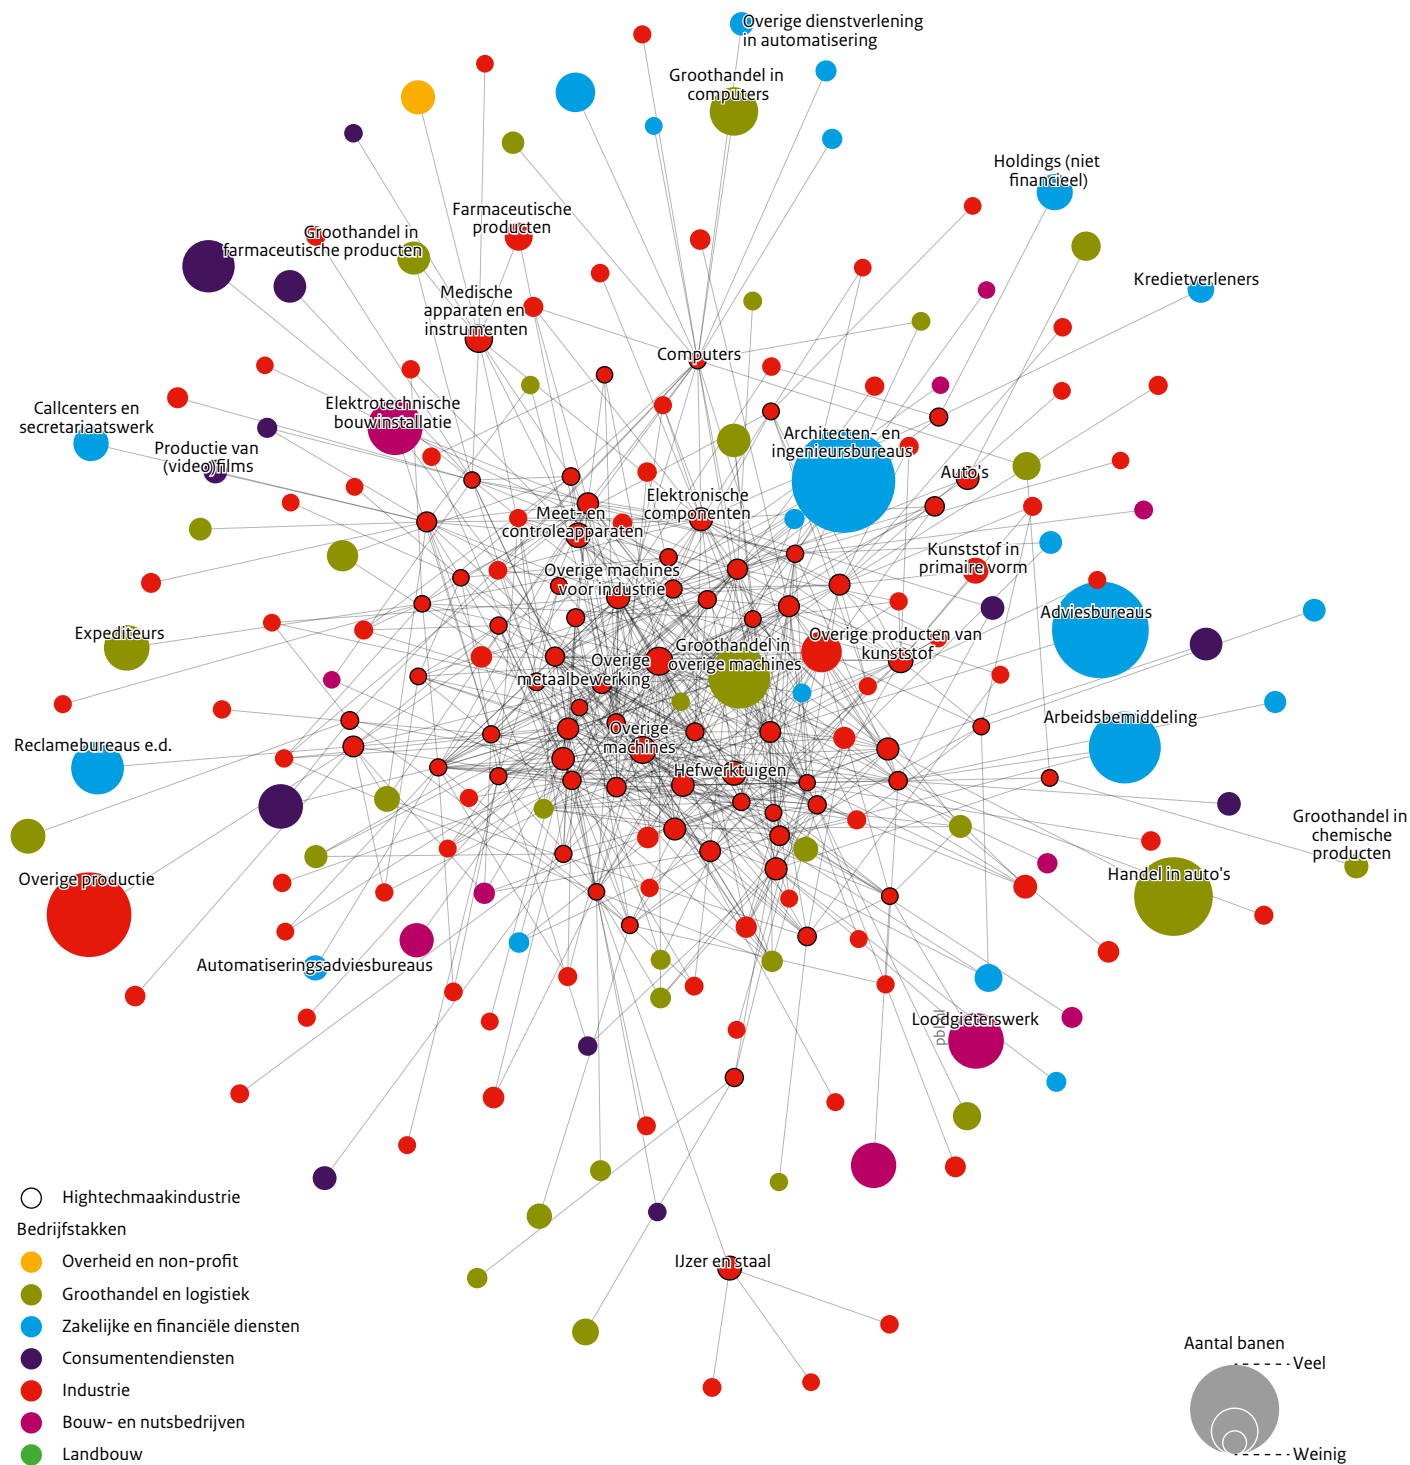 Overige dienstverlening
in automatisering
Groothandel in
computers
Holdings (niet
financieel)
Farmaceutische
producten
Groothandel in
farmaceutische producten
Kredietverleners
Medische
apparaten en
instrumenten
Computers
Callcenters en
secretariaatswerk
Elektrotechnische
bouwinstallatie
Productie van
(video)films
Architecten- en
ingenieursbureaus
Auto's
Elektronische
componenten
Meet- en
controleapparaten
Kunststof in
primaire vorm
Overige machines
voor industrie
Adviesbureaus
Expediteurs
Overige producten van
kunststof
Groothandel in
overige machines
Overige
metaalbewerking
Arbeidsbemiddeling
Reclamebureaus e.d.
Overige
machines
Hefwerktuigen
Groothandel in
chemische
producten
Overige productie
Handel in auto's
Automatiseringsadviesbureaus
Loodgieterswerk
pbl.nl
IJzer en staal
Hightechmaakindustrie
Bedrijfstakken
Overheid en non-profit
Groothandel en logistiek
Zakelijke en financiële diensten
Consumentendiensten
Industrie
Bouw- en nutsbedrijven
Landbouw
Aantal banen
Veel
Weinig